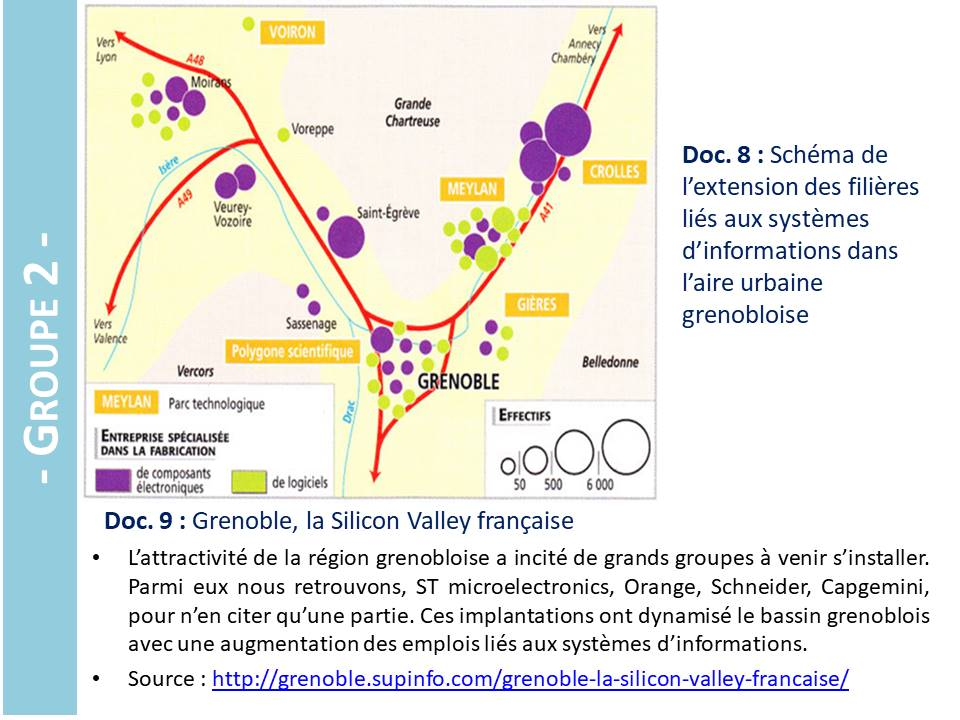 - GROUPE 2 -
Vers
Lyon
A48
VOIRON
Vers
Annecy
Chambéry
Moirans
Grande
Chartreuse
Voreppe
Isère
A49
CROLLES
MEYLAN
A41
Veurey-
Vozoire
Saint-Égrève
GIÈRES
Sassenage
Vers
Valence
Polygone scientifique
Vercors
GRENOBLE
Belledonne
Drac
MEYLAN Parc technologique
ENTREPRISE SPÉCIALISÉE
DANS LA FABRICATION
de composants
électroniques
de logiciels
EFFECTIFS
50 500 6 000
Doc. 8 : Schéma de
l’extension des filières
liés aux systèmes
d’informations dans
l’aire urbaine
grenobloise
Doc. 9 : Grenoble, la Silicon Valley française
• L’attractivité de la région grenobloise a incité de grands groupes à venir s’installer.
Parmi eux nous retrouvons, ST microelectronics, Orange, Schneider, Capgemini,
pour n’en citer qu’une partie. Ces implantations ont dynamisé le bassin grenoblois
avec une augmentation des emplois liés aux systèmes d’informations.
• Source : http://grenoble.supinfo.com/grenoble-la-silicon-valley-francaise/